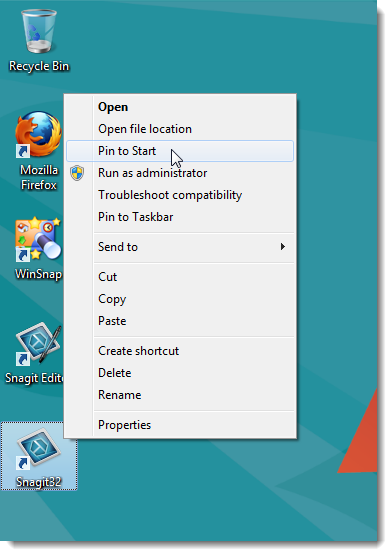 Recycle Bin
Mozilla
Firefox
WinSnap
Snagit Edito
Snagit32
Open
Open file location
Pin to Start
Run as administrator
Troubleshoot compatibility
Pin to Taskbar
Send to
Cut
Copy
Paste
Create shortcut
Delete
Rename
Properties